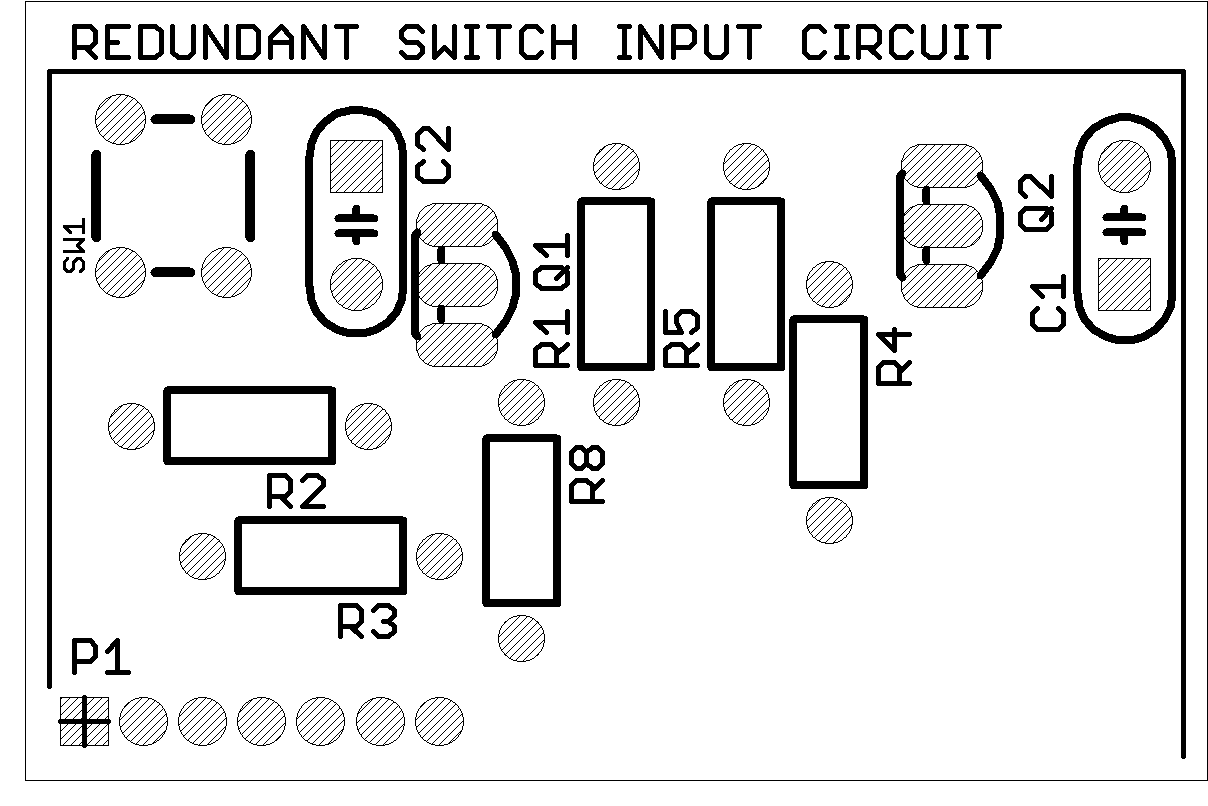 REDUNDANT SWITCH INPUT CIRCUIT
SW1
C2
Q1
R1
R5
R4
Q2
C1
R2
R8
R3
P1